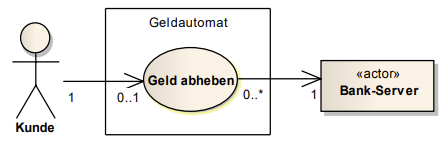 Geldautomat
Geld abheben
«actor»
Bank-Server
1
0..1
0..*
1
Kunde